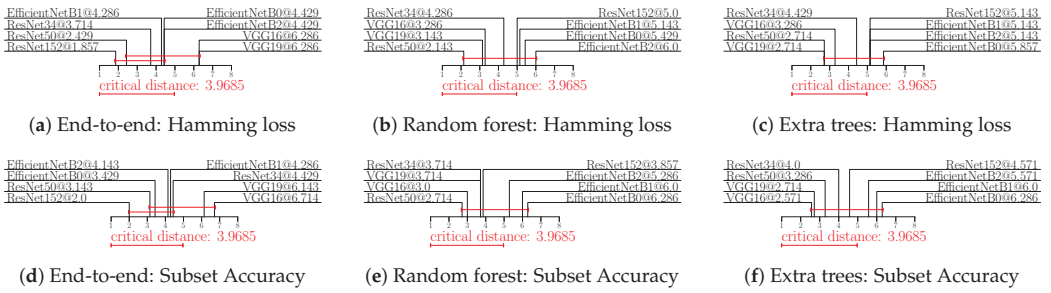 EfficientNetB1@4.286 EfficientNetB0@4.429
ResNet34@3.714 EfficientNetB2@4.429
ResNet50@2.429 VGG16@6.286
ResNet152@1.857 VGG19@6.286
1 2 3 4 5 6 7 8
critical distance: 3.9685
(a) End-to-end: Hamming loss
ResNet34@4.286 ResNet152@5.0
VGG16@3.286 EfficientNetB1@5.143
VGG19@3.143 EfficientNetB0@5.429
ResNet50@2.143 EfficientNetB2@6.0
1 2 3 4 5 6 7 8
critical distance: 3.9685
(b) Random forest: Hamming loss
ResNet34@4.429 ResNet152@5.143
VGG16@3.286 EfficientNetB1@5.143
ResNet50@2.714 EfficientNetB2@5.143
VGG19@2.714 EfficientNetB0@5.857
1 2 3 4 5 6 7 8
critical distance: 3.9685
(c) Extra trees: Hamming loss
EfficientNetB2@4.143 EfficientNetB1@4.286
EfficientNetB0@3.429 ResNet34@4.429
ResNet50@3.143 VGG19@6.143
ResNet152@2.0 VGG16@6.714
1 2 3 4 5 6 7 8
critical distance: 3.9685
(d) End-to-end: Subset Accuracy
ResNet34@3.714 ResNet152@3.857
VGG19@3.714 EfficientNetB2@5.286
VGG16@3.0 EfficientNetB1@6.0
ResNet50@2.714 EfficientNetB0@6.286
1 2 3 4 5 6 7 8
critical distance: 3.9685
(e) Random forest: Subset Accuracy
ResNet34@4.0 ResNet152@4.571
ResNet50@3.286 EfficientNetB2@5.571
VGG19@2.714 EfficientNetB1@6.0
VGG16@2.571 EfficientNetB0@6.286
1 2 3 4 5 6 7 8
critical distance: 3.9685
(f) Extra trees: Subset Accuracy